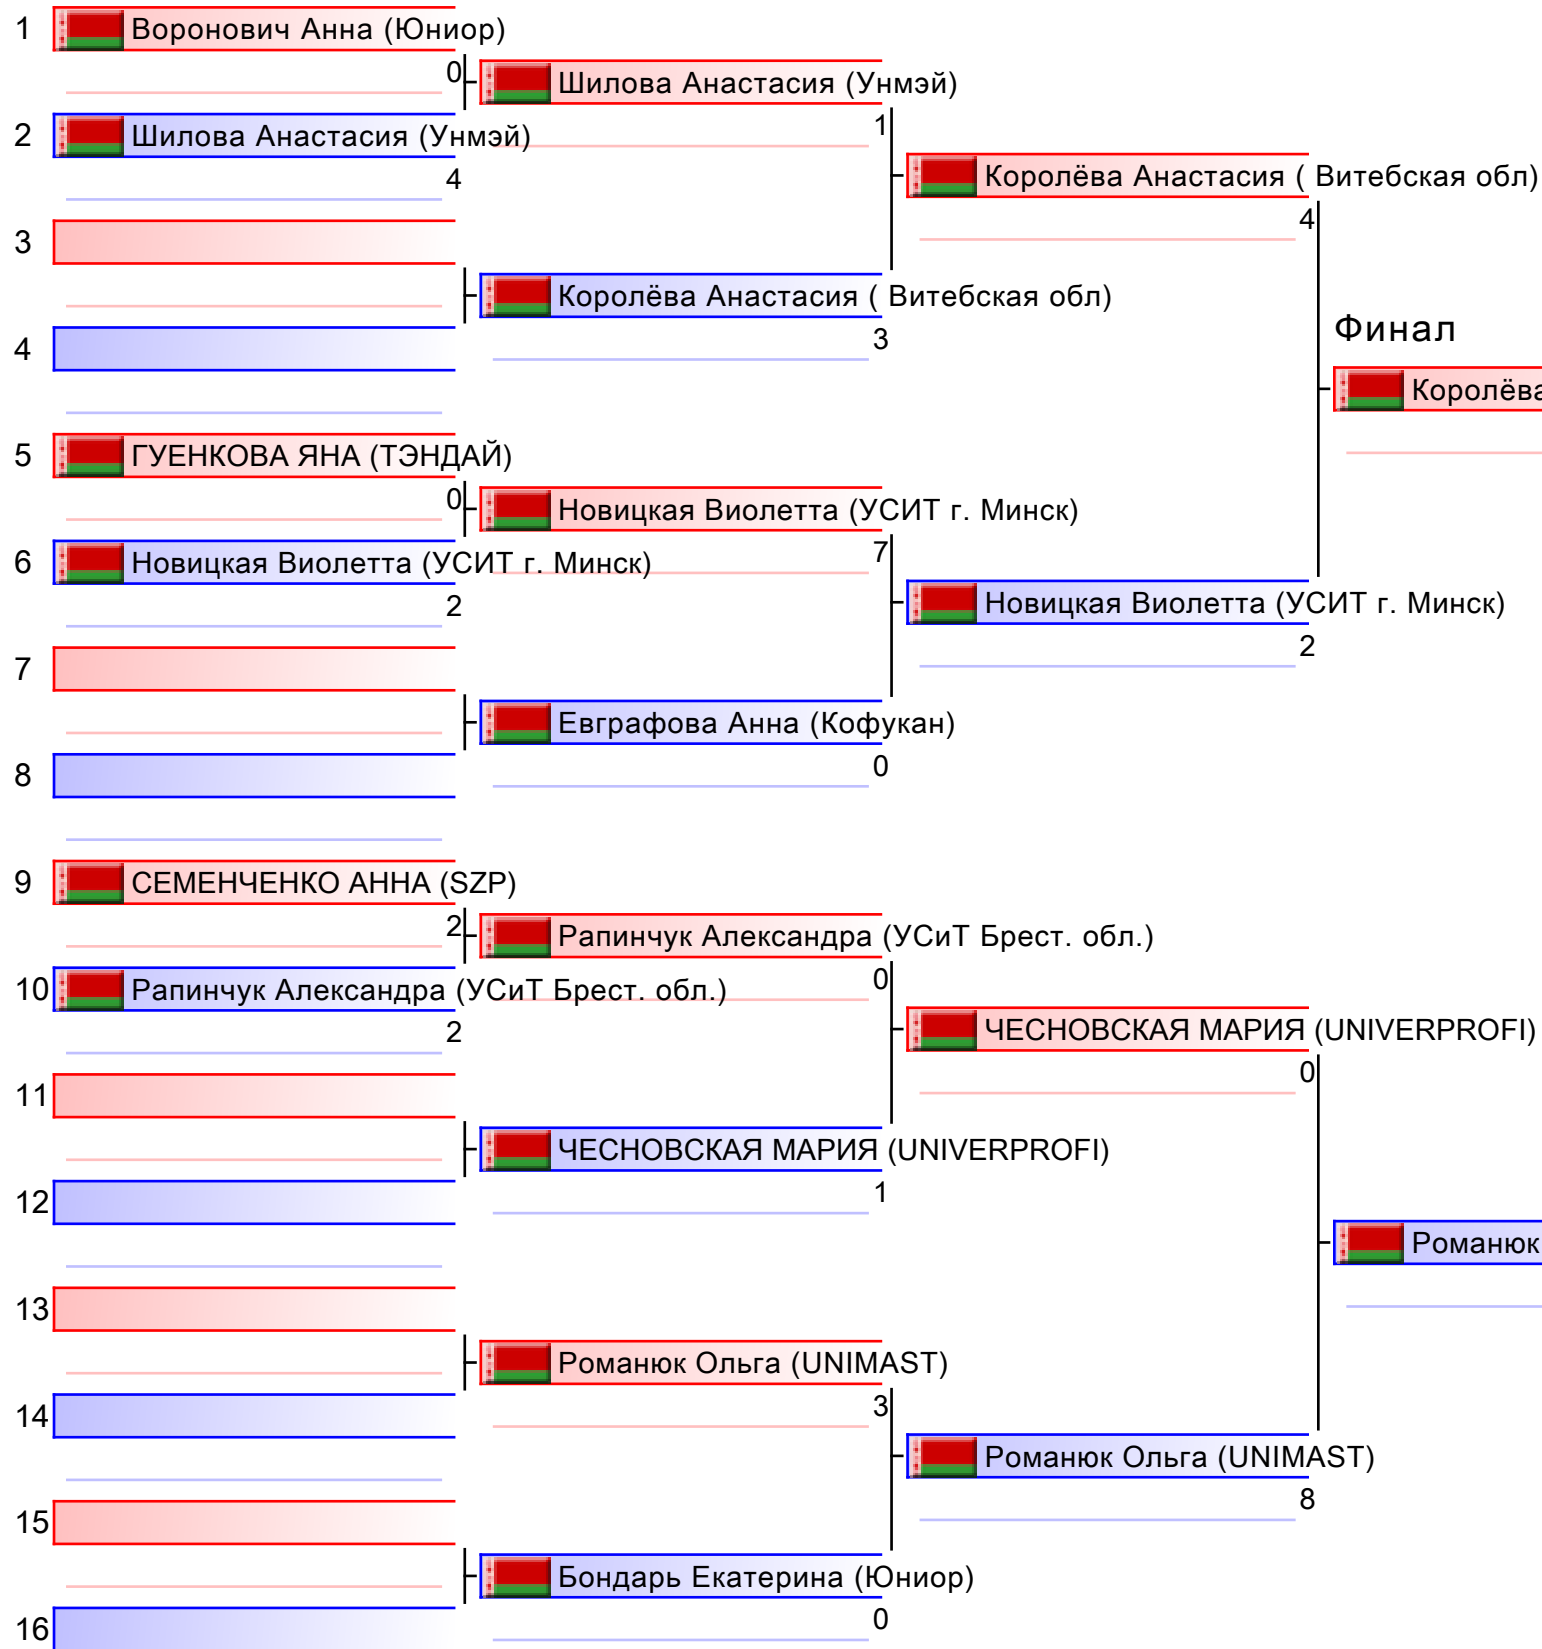 1 Воронович Анна (Юниор)
0
Шилова Анастасия (Унмэй)
1
2 Шилова Анастасия (Унмэй)
4
Королёва Анастасия ( Витебская обл)
4
3
Королёва Анастасия ( Витебская обл)
3
4
Финал
Королёва
5 ГУЕНКОВА ЯНА (ТЭНДАЙ)
0
Новицкая Виолетта (УСИТ г. Минск)
7
6 Новицкая Виолетта (УСИТ г. Минск)
2
Новицкая Виолетта (УСИТ г. Минск)
2
7
Евграфова Анна (Кофукан)
0
8
9 СЕМЕНЧЕНКО АННА (SZP)
2
Рапинчук Александра (УСиТ Брест. обл.)
0
10 Рапинчук Александра (УСиТ Брест. обл.)
2
ЧЕСНОВСКАЯ МАРИЯ (UNIVERPROFI)
0
11
ЧЕСНОВСКАЯ МАРИЯ (UNIVERPROFI)
1
12
Романюк
13
Романюк Ольга (UNIMAST)
3
14
Романюк Ольга (UNIMAST)
8
15
Бондарь Екатерина (Юниор)
0
16